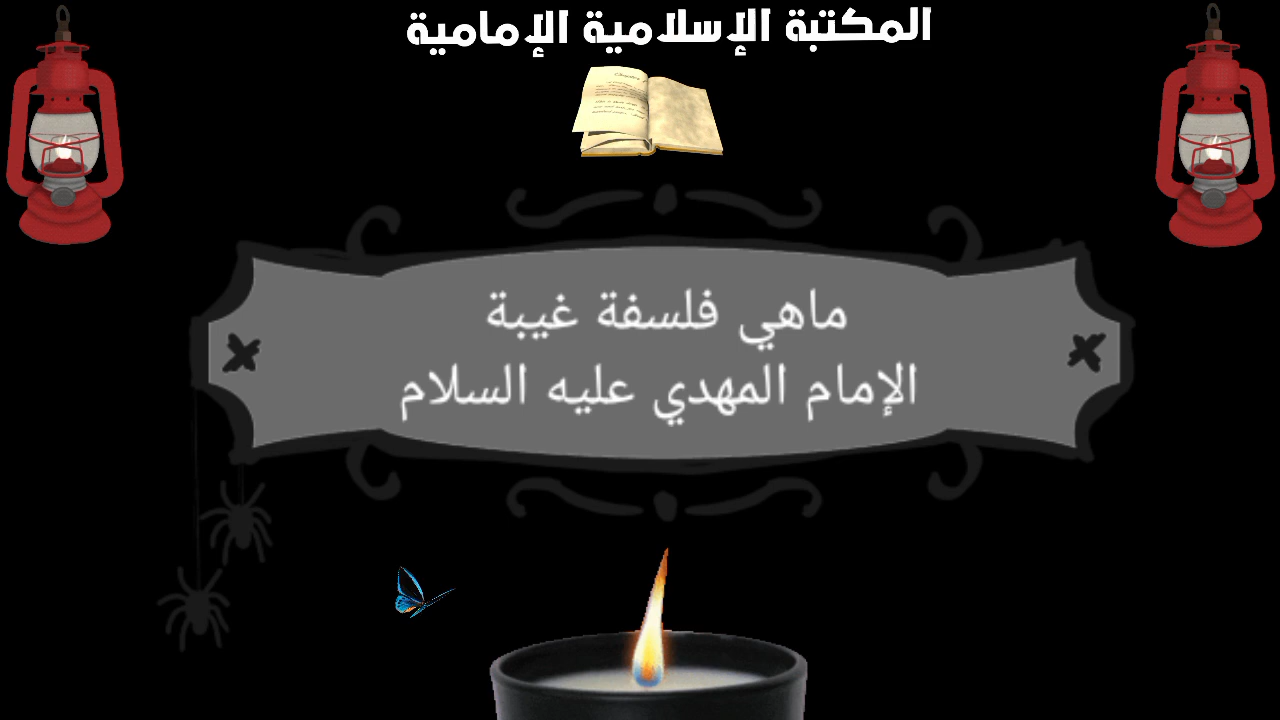 المكتبة الإسلامية الإمامية
ماهي فلسفة غيبة
الإمام المهدي عليه السلام